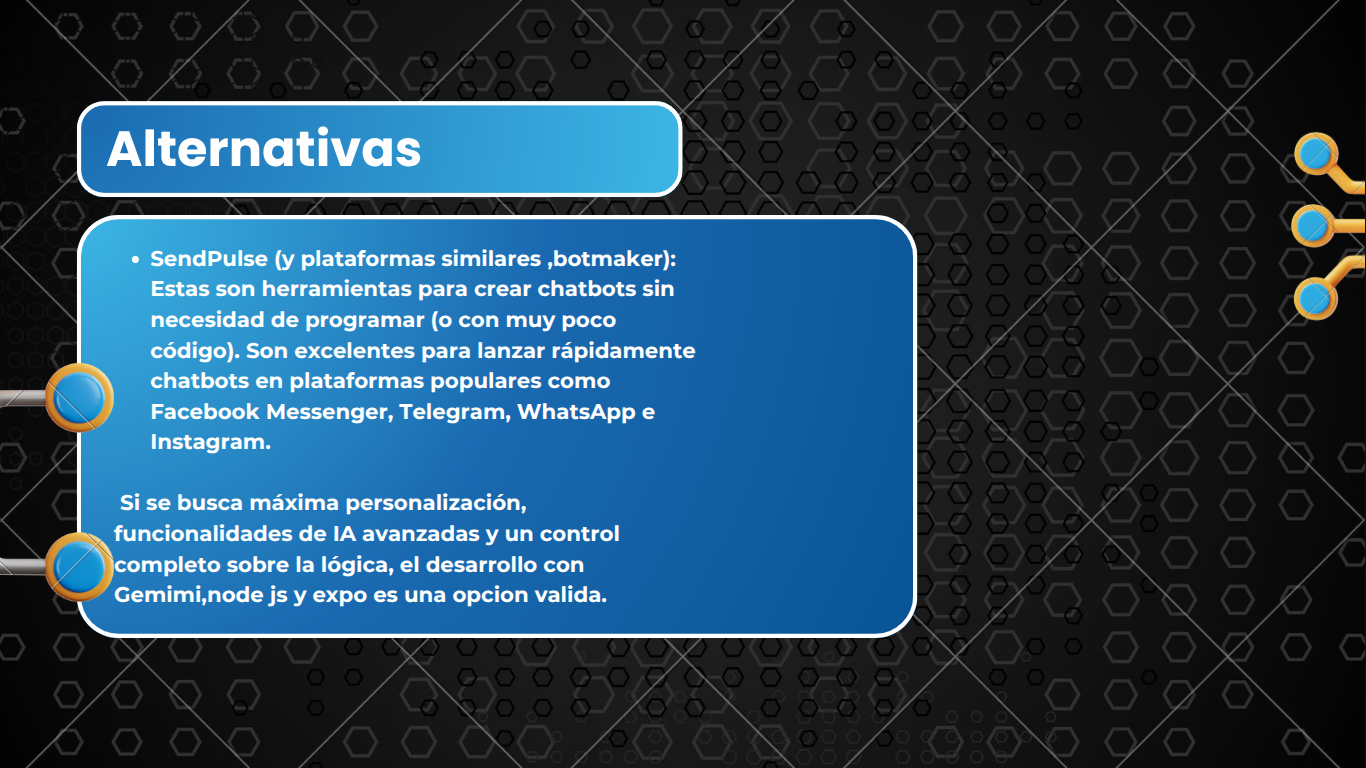 Alternativas
• SendPulse (y plataformas similares ,botmaker):
Estas son herramientas para crear chatbots sin
necesidad de programar (o con muy poco
código). Son excelentes para lanzar rápidamente
chatbots en plataformas populares como
Facebook Messenger, Telegram, WhatsApp e
Instagram.
Si se busca máxima personalización,
funcionalidades de IA avanzadas y un control
completo sobre la lógica, el desarrollo con
Gemimi,node js y expo es una opcion valida.